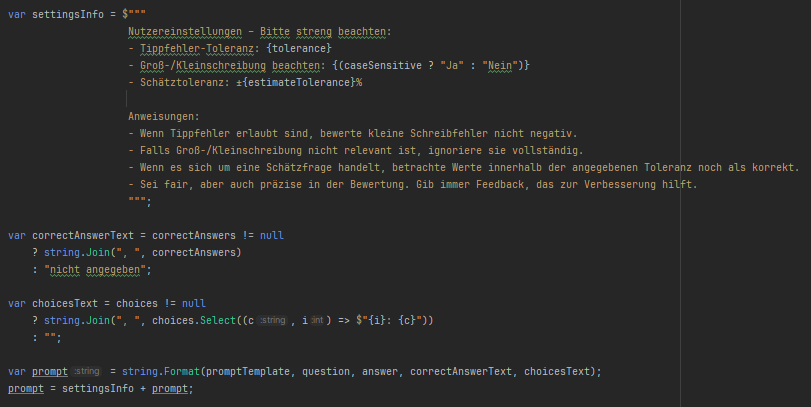 var settingsInfo = $"""
Nutzereinstellungen – Bitte streng beachten:
- Tippfehler-Toleranz: {tolerance}
- Groß-/Kleinschreibung beachten: {(caseSensitive ? "Ja" : "Nein")}
- Schätztoleranz: ±{estimateTolerance}%
Anweisungen:
- Wenn Tippfehler erlaubt sind, bewerte kleine Schreibfehler nicht negativ.
- Falls Groß-/Kleinschreibung nicht relevant ist, ignoriere sie vollständig.
- Wenn es sich um eine Schätzfrage handelt, betrachte Werte innerhalb der angegebenen Toleranz noch als korrekt.
- Sei fair, aber auch präzise in der Bewertung. Gib immer Feedback, das zur Verbesserung hilft.
""";
var correctAnswerText = correctAnswers != null
? string.Join(", ", correctAnswers)
: "nicht angegeben";
var choicesText = choices != null
? string.Join(", ", choices.Select((c :string , i :int ) => $"{i}: {c}"))
: "";
var prompt :string = string.Format(promptTemplate, question, answer, correctAnswerText, choicesText);
prompt = settingsInfo + prompt;